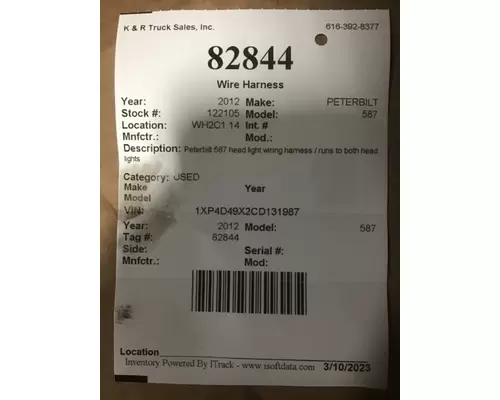 K & R Truck Sales, Inc. 616-392-8377
82844
Wire Harness
Year: 2012 Make: PETERBILT
Stock #: 122105 Model: 587
Location: WH2C1 14 Int. #
Mnfctr.: Mod.:
Description: Peterbilt 587 head light wiring harness / runs to both head
lights
Category: USED
Make Year
Model
VIN: 1XP4D49X2CD131987
Year: 2012 Model: 587
Tag #: 82844
Side: Serial #:
Mnfctr.: Mod:
Location
Inventory Powered By ITrack - www.isoftdata.com 3/10/2023